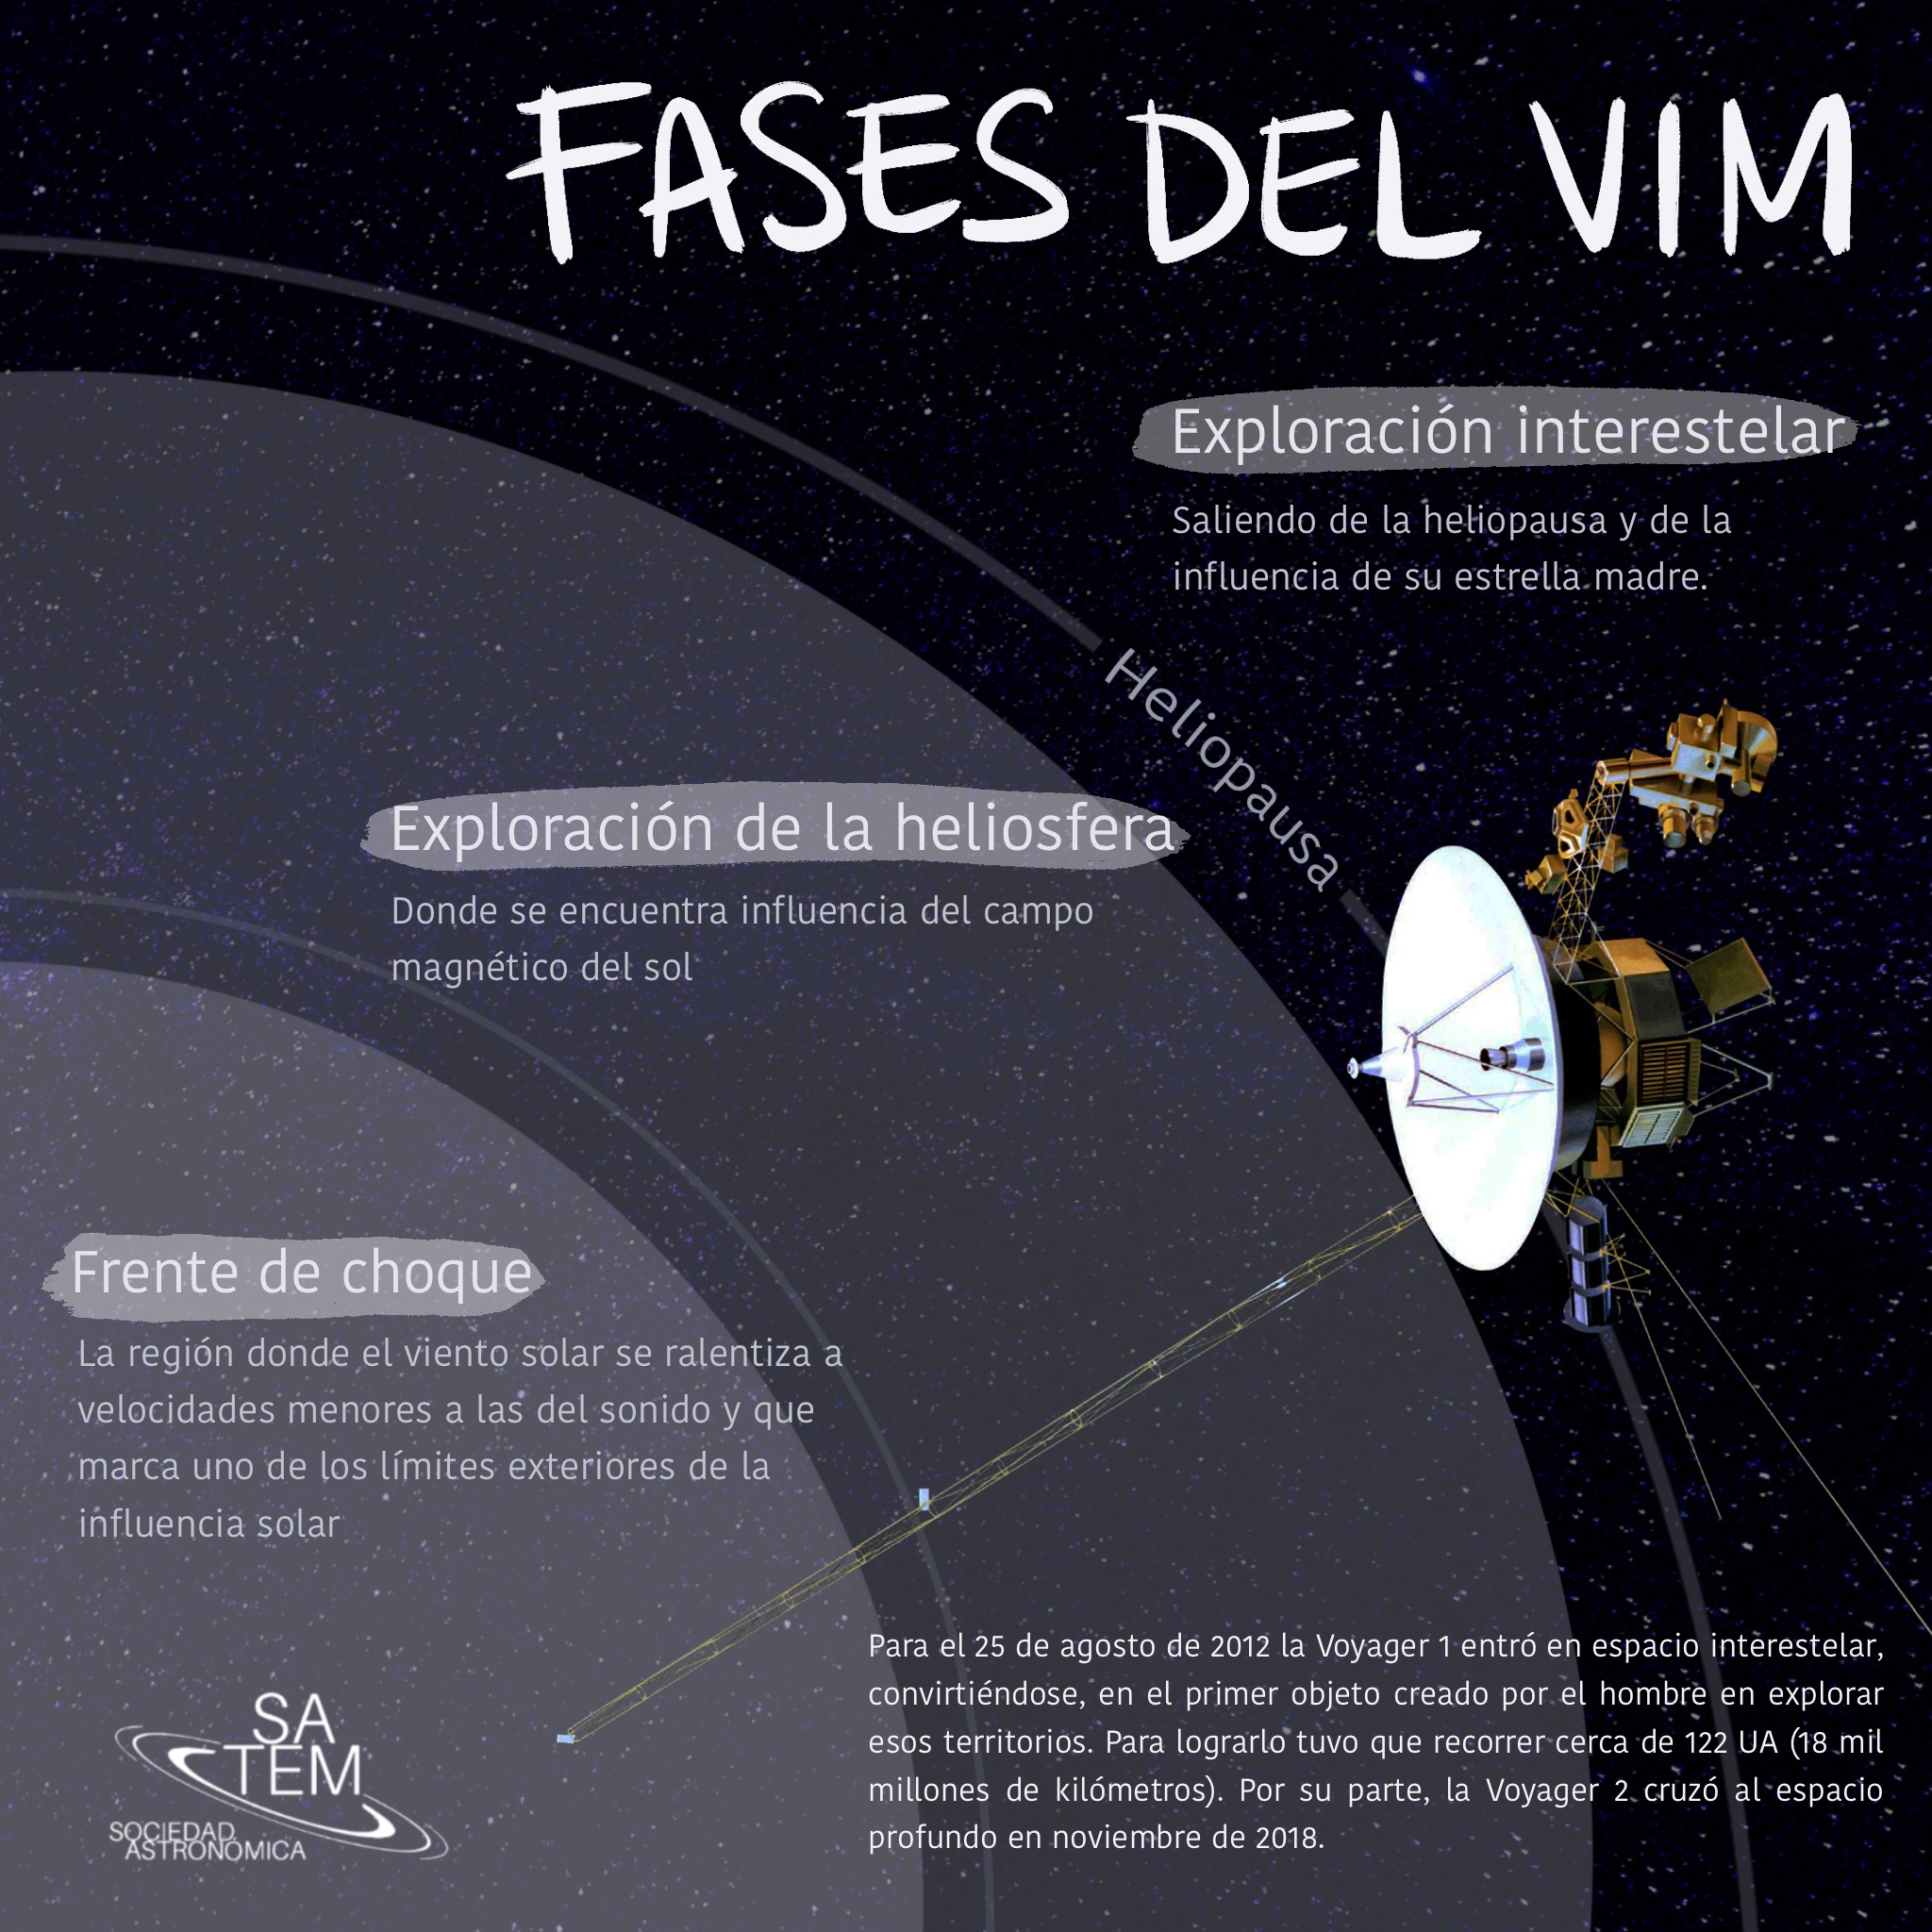 FASES DEL VIM
Exploración interestelar
Saliendo de la heliopausa y de la
influencia de su estrella madre.
Heliopausa
Exploración de la heliosfera
Donde se encuentra influencia del campo
magnético del sol
Frente de choque
La región donde el viento solar se ralentiza a
velocidades menores a las del sonido y que
marca uno de los límites exteriores de la
influencia solar
Para el 25 de agosto de 2012 la Voyager 1 entró en espacio interestelar,
convirtiéndose, en el primer objeto creado por el hombre en explorar
esos territorios. Para lograrlo tuvo que recorrer cerca de 122 UA (18 mil
millones de kilómetros). Por su parte, la Voyager 2 cruzó al espacio
profundo en noviembre de 2018.
SA
TEM
SOCIEDAD
ASTRONÓMICA